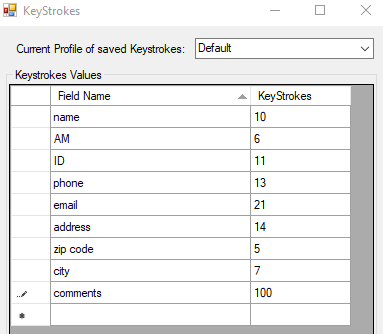 KeyStrokes
Current Profile of saved Keystrokes: Default
Keystrokes Values
Field Name KeyStrokes
name 10
AM 6
ID 11
phone 13
email 21
address 14
zip code 5
city 7
comments 100